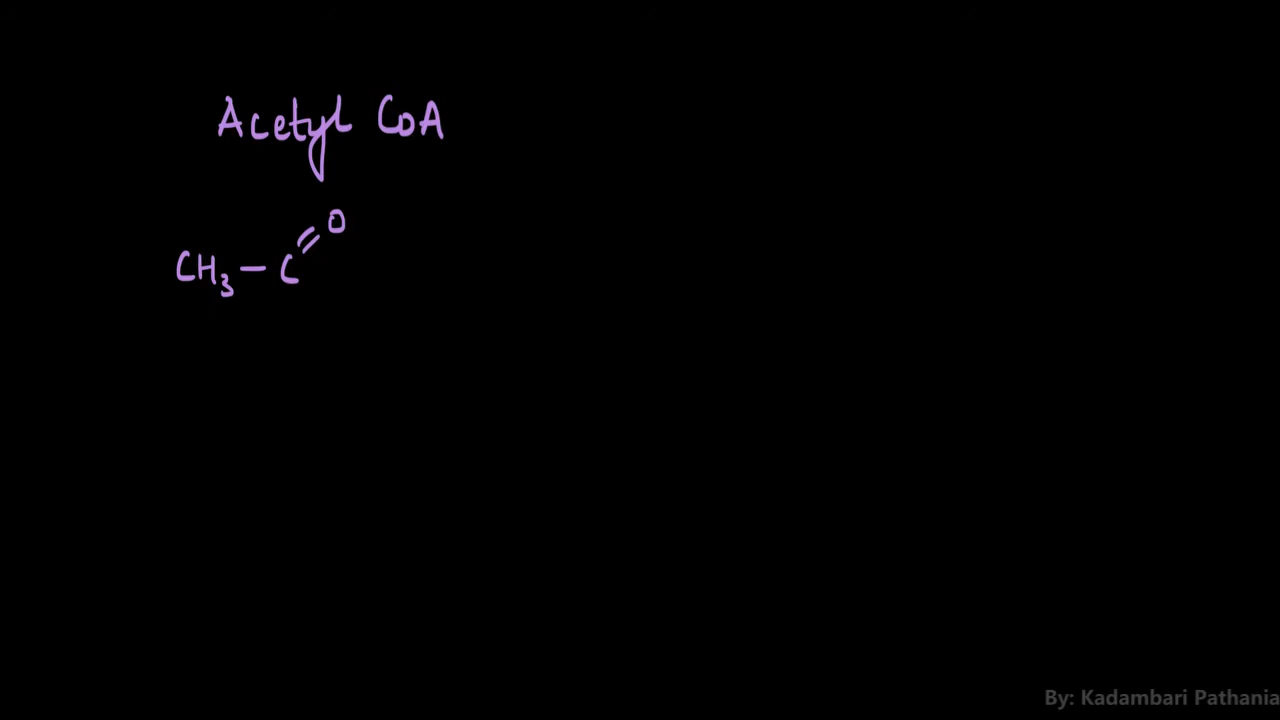 Acetyl CoA
CH₃ — C = O
By: Kadambari Pathania